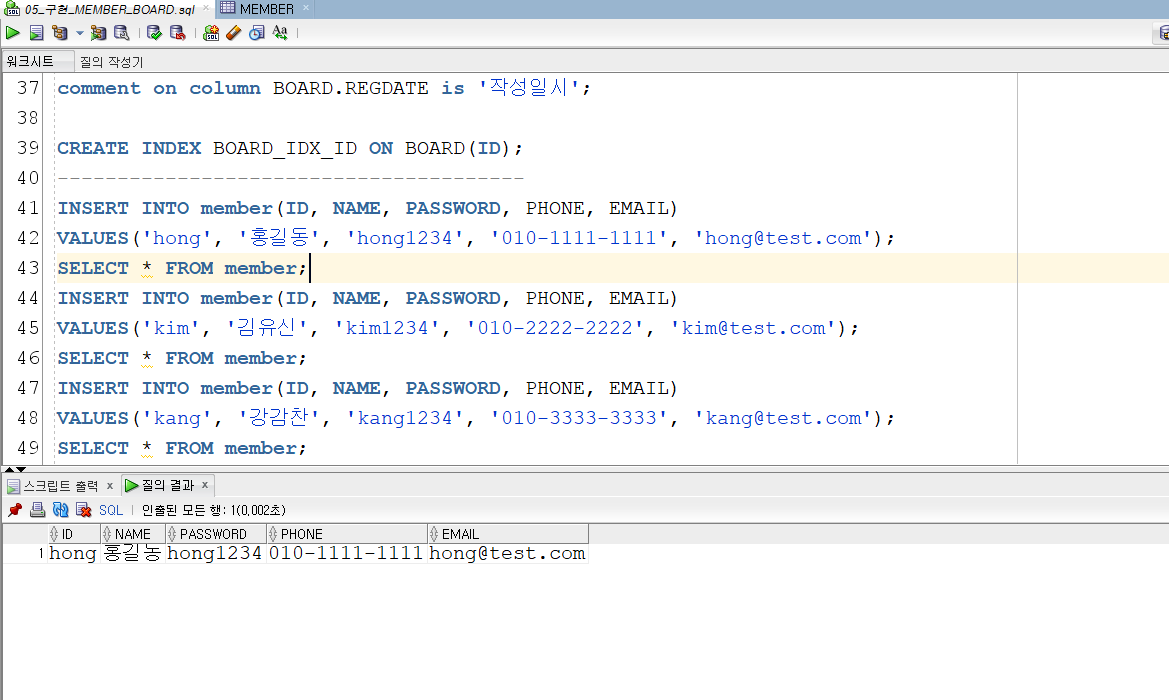 05_구현_MEMBER_BOARD.sql × MEMBER ×
워크시트 질의 작성기
37 comment on column BOARD.REGDATE is '작성일시';
38
39 CREATE INDEX BOARD_IDX_ID ON BOARD(ID);
40 ---------------------------------------
41 INSERT INTO member(ID, NAME, PASSWORD, PHONE, EMAIL)
42 VALUES('hong', '홍길동', 'hong1234', '010-1111-1111', 'hong@test.com');
43 SELECT * FROM member;
44 INSERT INTO member(ID, NAME, PASSWORD, PHONE, EMAIL)
45 VALUES('kim', '김유신', 'kim1234', '010-2222-2222', 'kim@test.com');
46 SELECT * FROM member;
47 INSERT INTO member(ID, NAME, PASSWORD, PHONE, EMAIL)
48 VALUES('kang', '강감찬', 'kang1234', '010-3333-3333', 'kang@test.com');
49 SELECT * FROM member;
스크립트 출력 × 질의 결과 ×
SQL | 인출된 모든 행: 1(0,002초)
ID NAME PASSWORD PHONE EMAIL
1 hong 홍길동 hong1234 010-1111-1111 hong@test.com